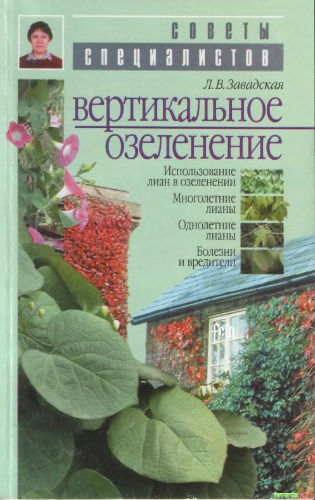 советы
специалистов
Л. В. Завадская
вертикальное
озеленение
Использование
лиан в озеленении
Многолетние
лианы
Однолетние
лианы
Болезни
и вредители